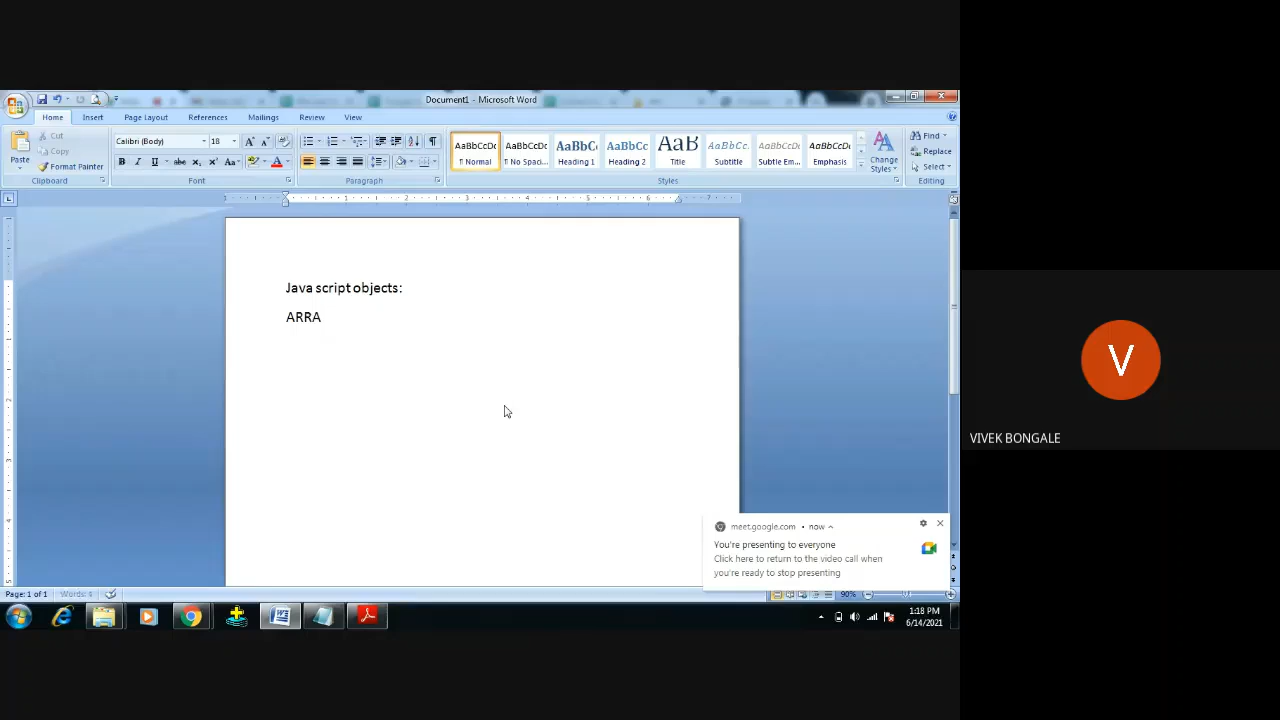 Document1 - Microsoft Word
Home Insert Page Layout References Mailings Review View
Paste
Cut
Copy
Format Painter
Clipboard
Calibri (Body) 18
Font
Paragraph
AaBbCcDc AaBbCcDc AaBbC AaBbCc AaB AaBbCc. AaBbCcDc AaBbCcDc
¶ Normal ¶ No Spaci... Heading 1 Heading 2 Title Subtitle Subtle Em... Emphasis
Change
Styles
Styles
Find
Replace
Select
Editing
Java script objects:
ARRA
V
VIVEK BONGALE
meet.google.com • now
You're presenting to everyone
Click here to return to the video call when
you're ready to stop presenting
Page: 1 of 1 Words: 4
90%
1:18 PM
6/14/2021